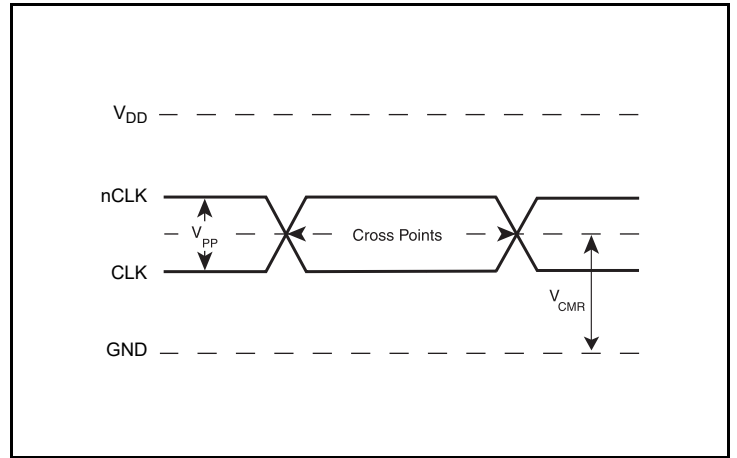 VDD
nCLK
VPP
Cross Points
CLK
VCMR
GND